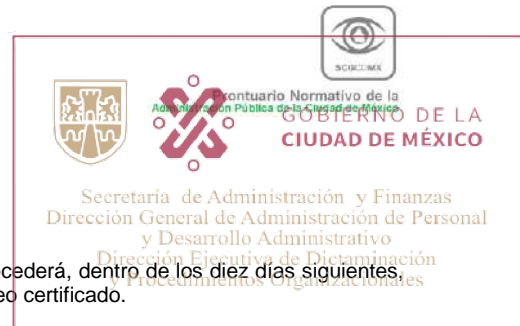 SCGCDMX
Prontuario Normativo de la
Administración Pública de la Ciudad de México
GOBIERNO DE LA
CIUDAD DE MÉXICO
Secretaría de Administración y Finanzas
Dirección General de Administración de Personal
y Desarrollo Administrativo
Dirección Ejecutiva de Dictaminación
y Procedimientos Organizacionales
cederá, dentro de los diez días siguientes,
eo certificado.